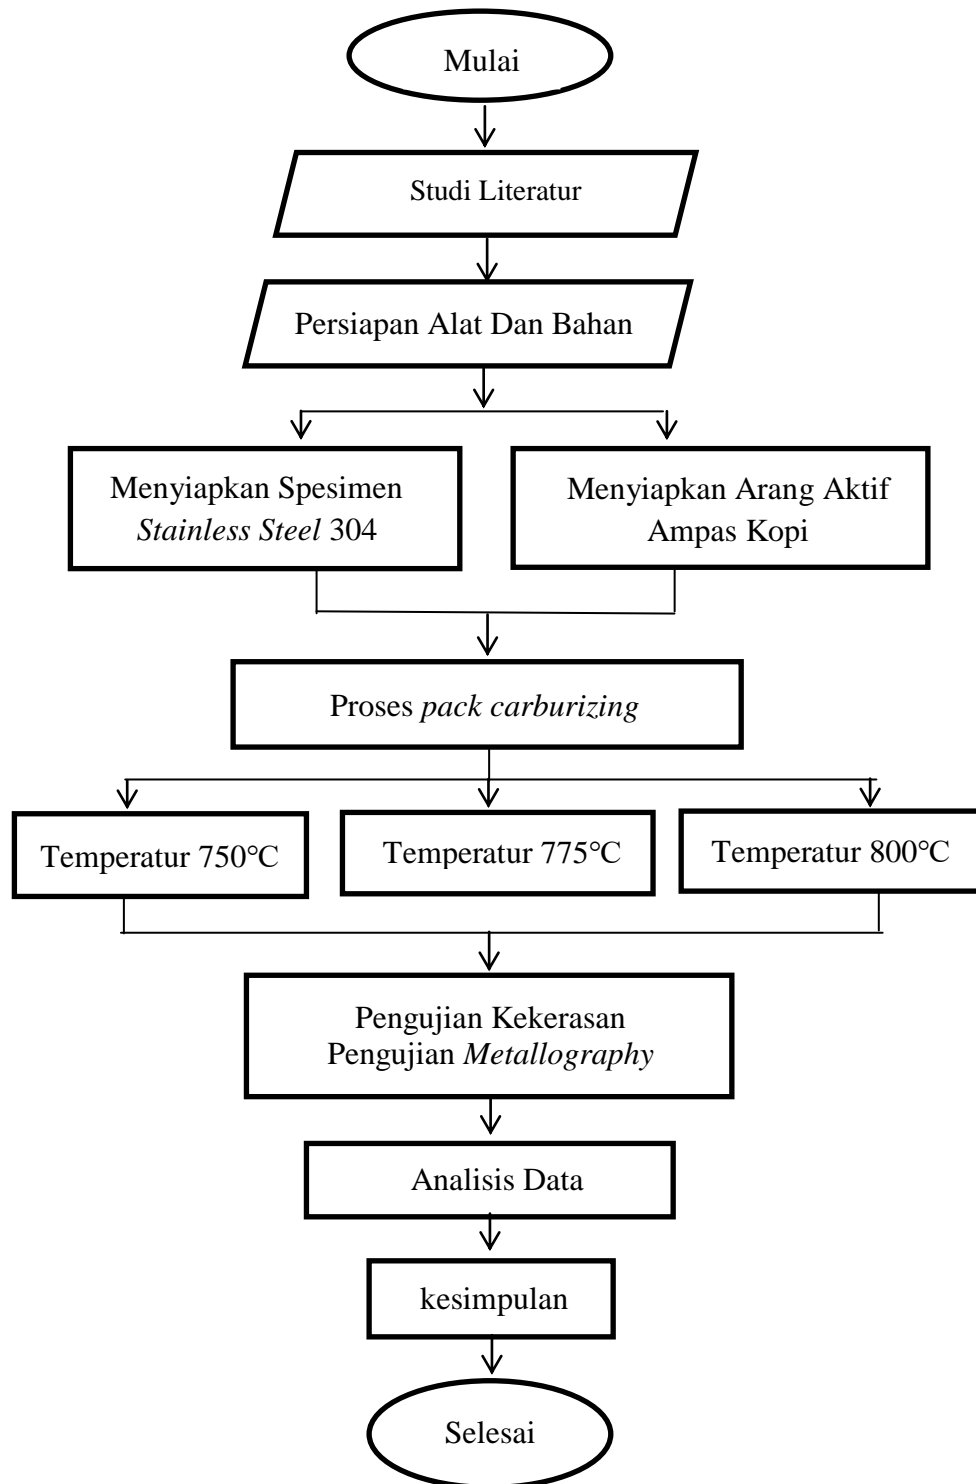 Mulai
Studi Literatur
Persiapan Alat Dan Bahan
Menyiapkan Spesimen
Stainless Steel 304
Menyiapkan Arang Aktif
Ampas Kopi
Proses pack carburizing
Temperatur 750°C
Temperatur 775°C
Temperatur 800°C
Pengujian Kekerasan
Pengujian Metallography
Analisis Data
kesimpulan
Selesai